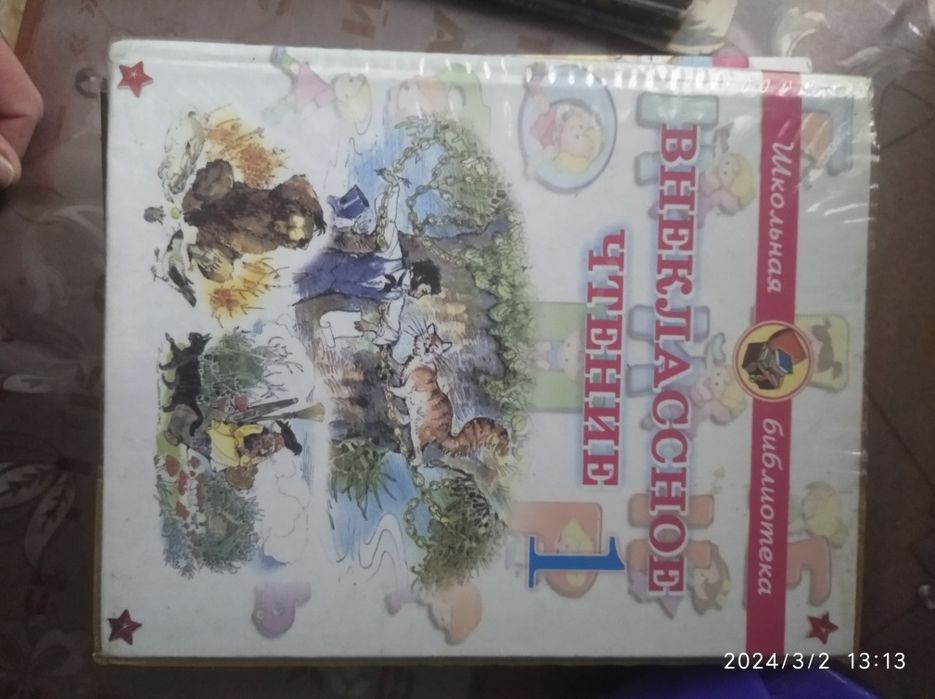 Школьная библиотека
ВНЕКЛАССНОЕ
ЧТЕНИЕ
1
2024/3/2 13:13